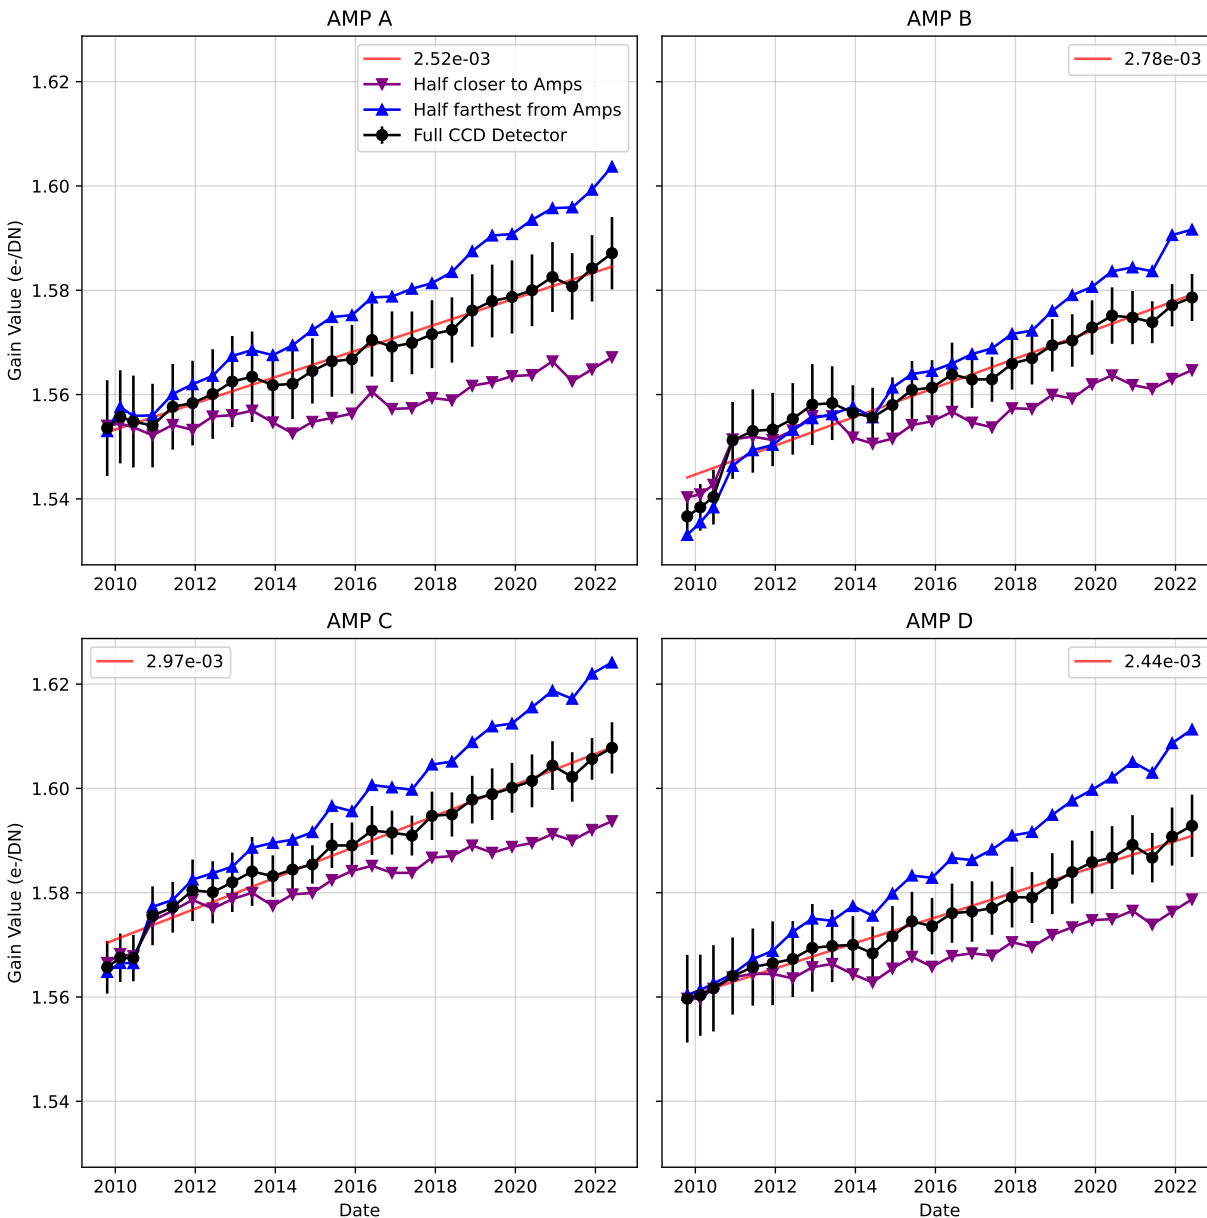 AMP A
AMP B
2.52e-03
Half closer to Amps
Half farthest from Amps
Full CCD Detector
2.78e-03
1.62
1.60
1.58
1.56
1.54
Gain Value (e-/DN)
2010 2012 2014 2016 2018 2020 2022
2010 2012 2014 2016 2018 2020 2022
AMP C
AMP D
2.97e-03
2.44e-03
1.62
1.60
1.58
1.56
1.54
Gain Value (e-/DN)
2010 2012 2014 2016 2018 2020 2022
2010 2012 2014 2016 2018 2020 2022
Date
Date